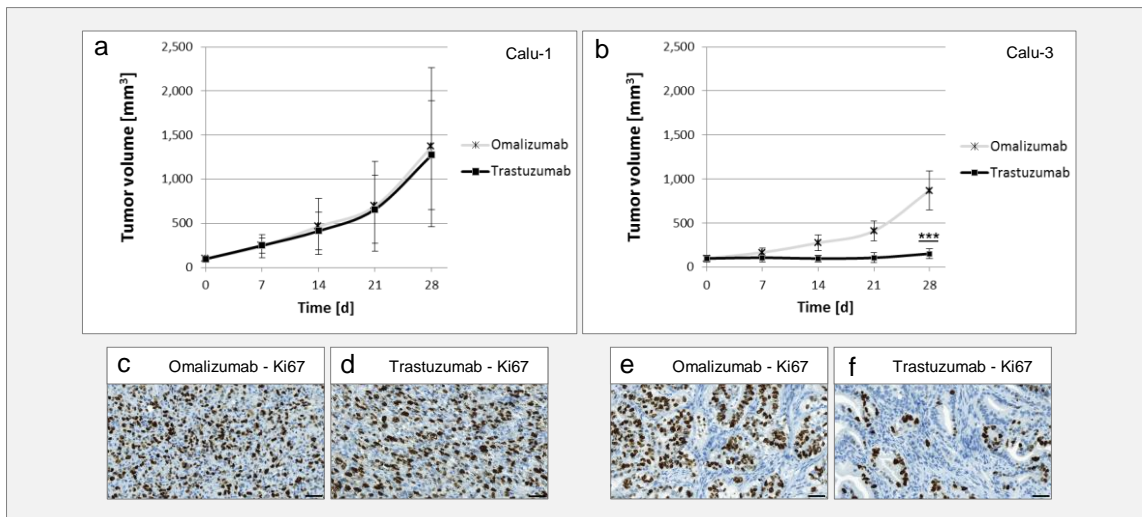 a
Calu-1
2,500
2,000
1,500
1,000
500
0
Tumor volume [mm³]
0 7 14 21 28
Time [d]
Omalizumab
Trastuzumab
b
Calu-3
2,500
2,000
1,500
1,000
500
0
Tumor volume [mm³]
0 7 14 21 28
Time [d]
Omalizumab
Trastuzumab
***
c Omalizumab - Ki67
d Trastuzumab - Ki67
e Omalizumab - Ki67
f Trastuzumab - Ki67